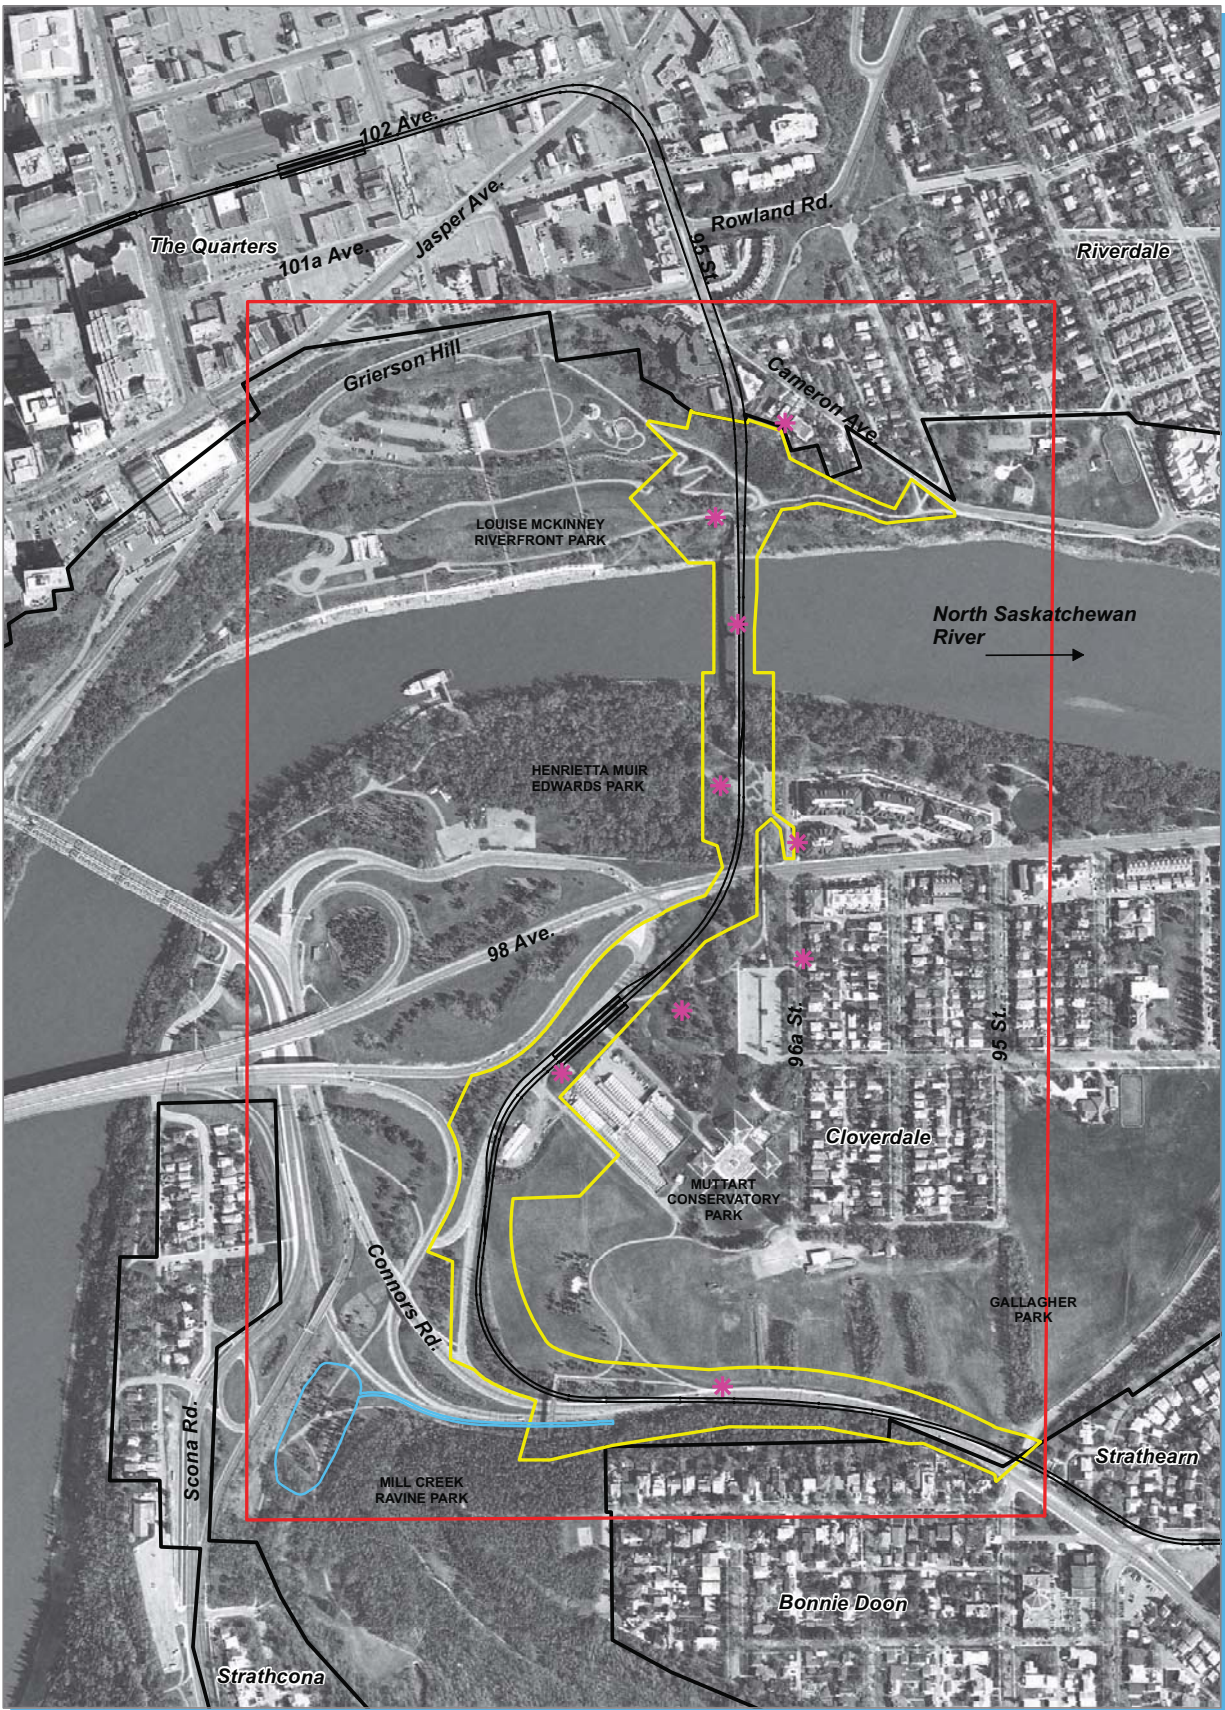 102 Ave.
Jasper Ave.
Rowland Rd.
The Quarters
101a Ave.
95 St.
Riverdale
Grierson Hill
Cameron Ave.
LOUISE MCKINNEY
RIVERFRONT PARK
North Saskatchewan
River
HENRIETTA MUIR
EDWARDS PARK
98 Ave.
96a St.
95 St.
Cloverdale
MUTTART
CONSERVATORY
PARK
Connors Rd.
GALLAGHER
PARK
Scona Rd.
Strathearn
MILL CREEK
RAVINE PARK
Bonnie Doon
Strathcona